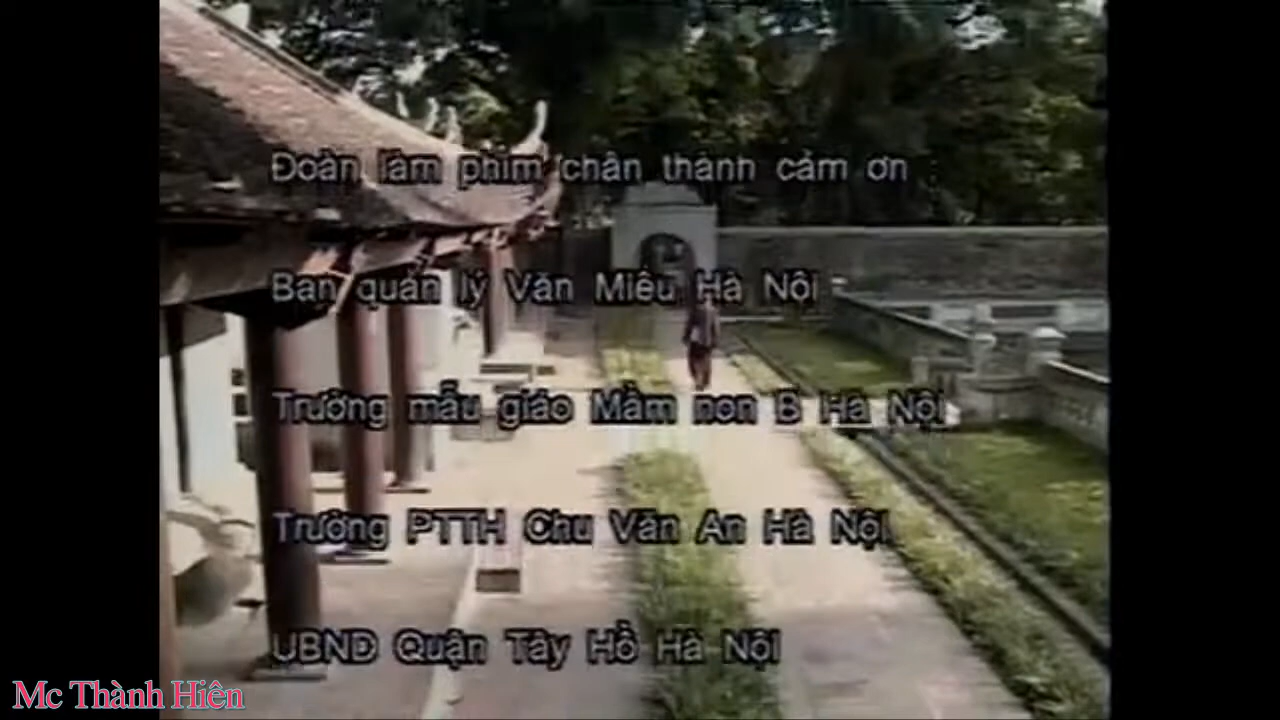 Đoàn làm phim chân thành cảm ơn :
Ban quản lý Văn Miếu Hà Nội
Trường mẫu giáo Mầm non B Hà Nội
Trường PTTH Chu Văn An Hà Nội
UBND Quận Tây Hồ Hà Nội
Mc Thành Hiên